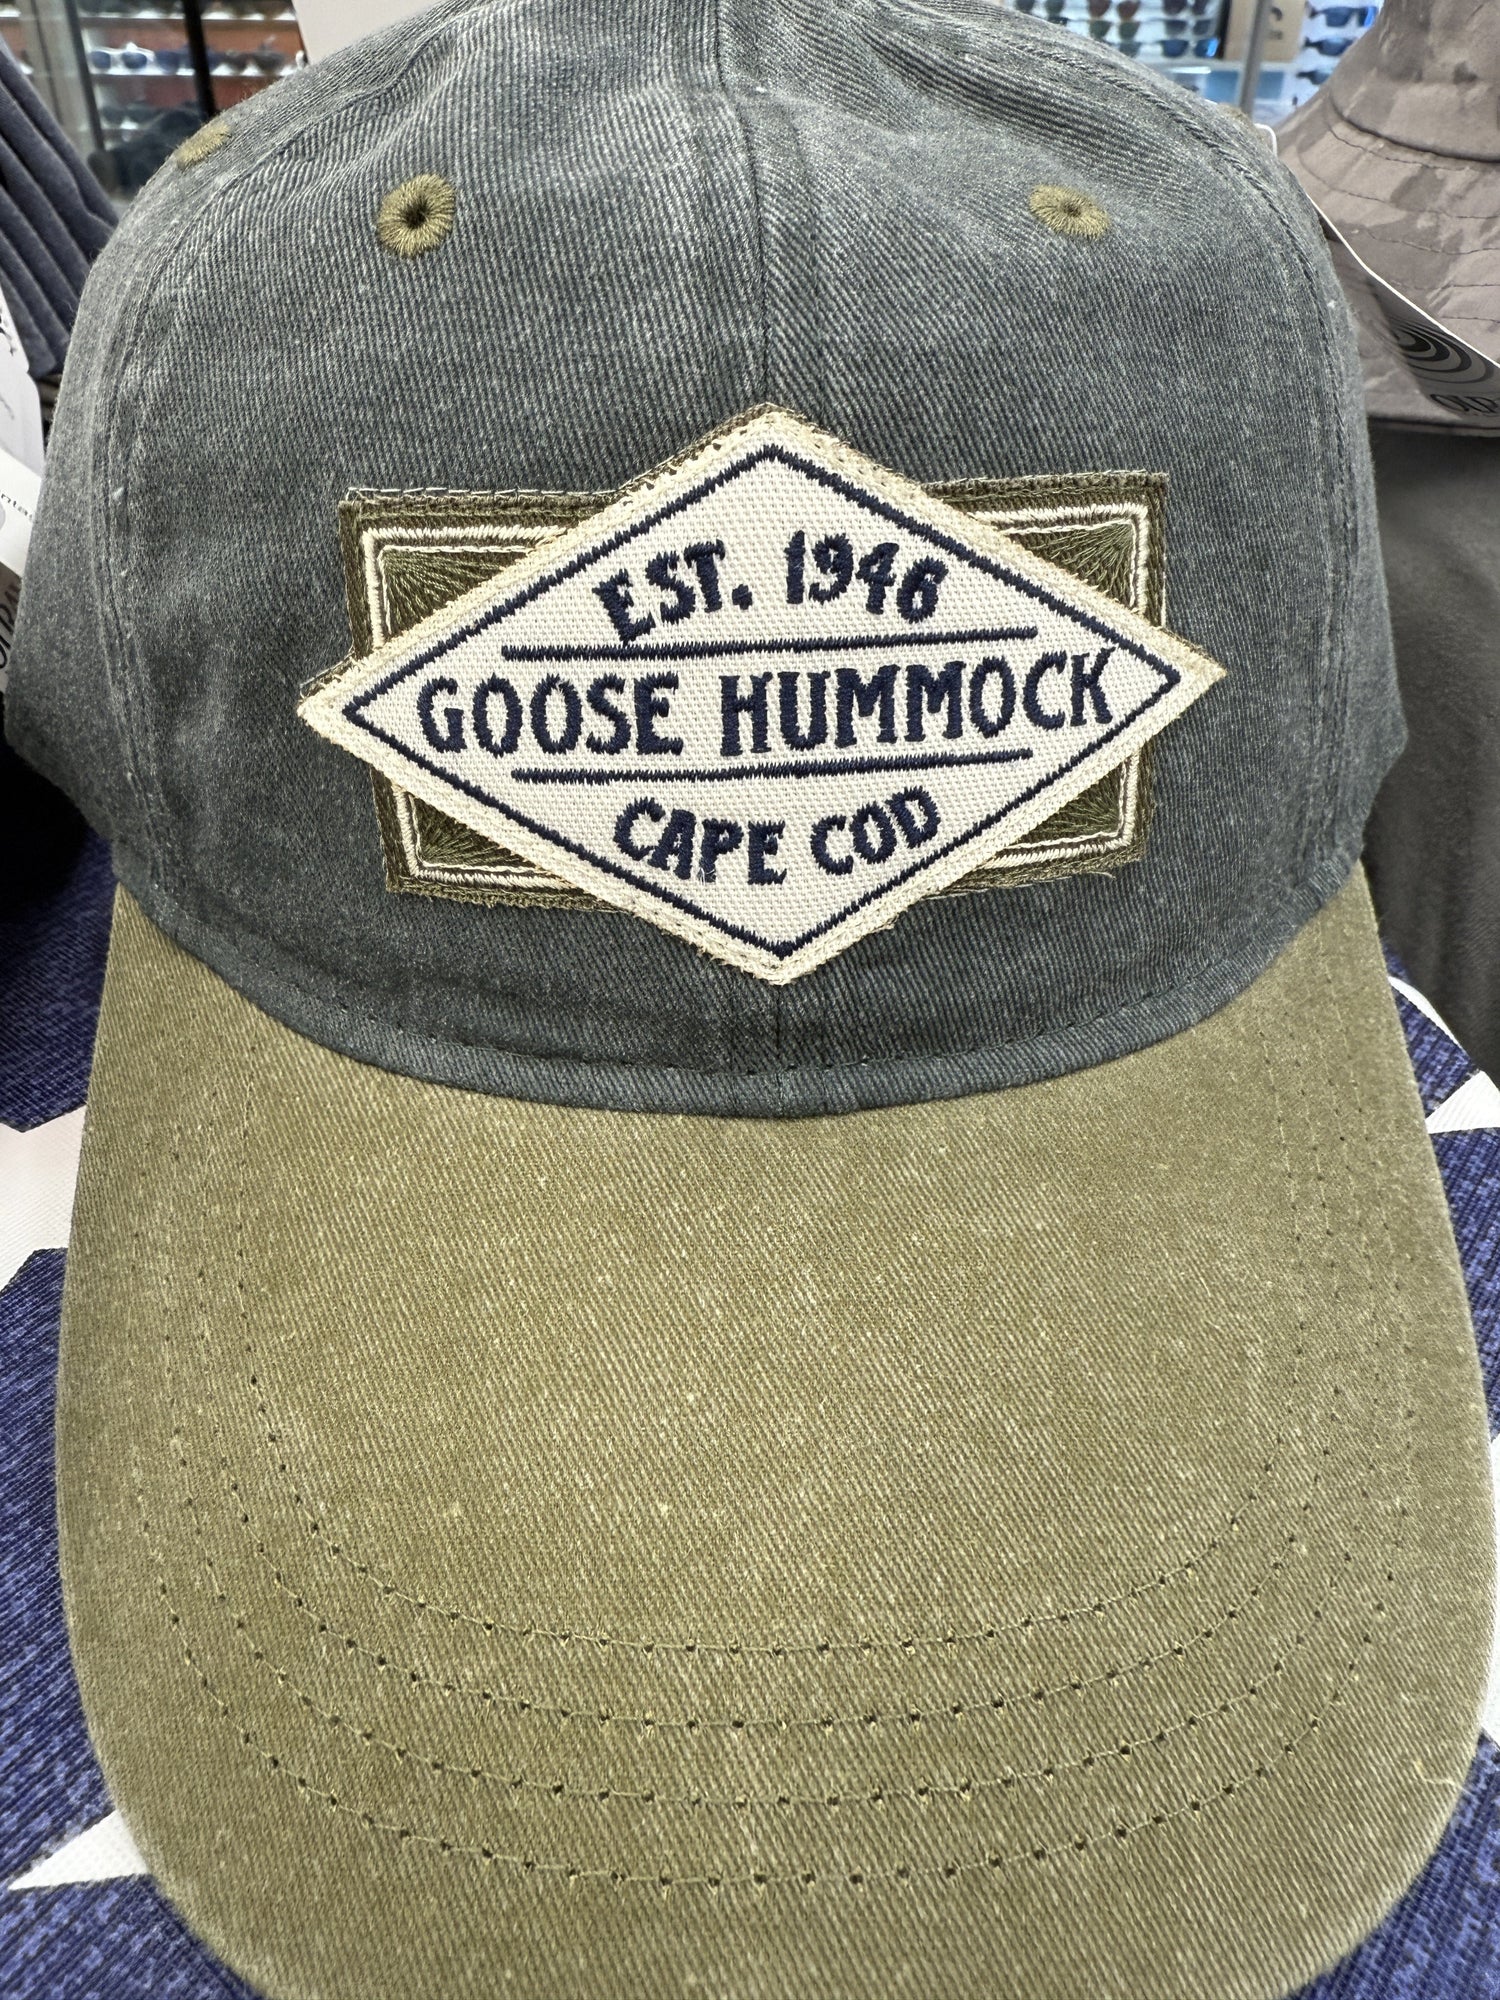 EST. 1946
GOOSE HUMMOCK
CAPE COD